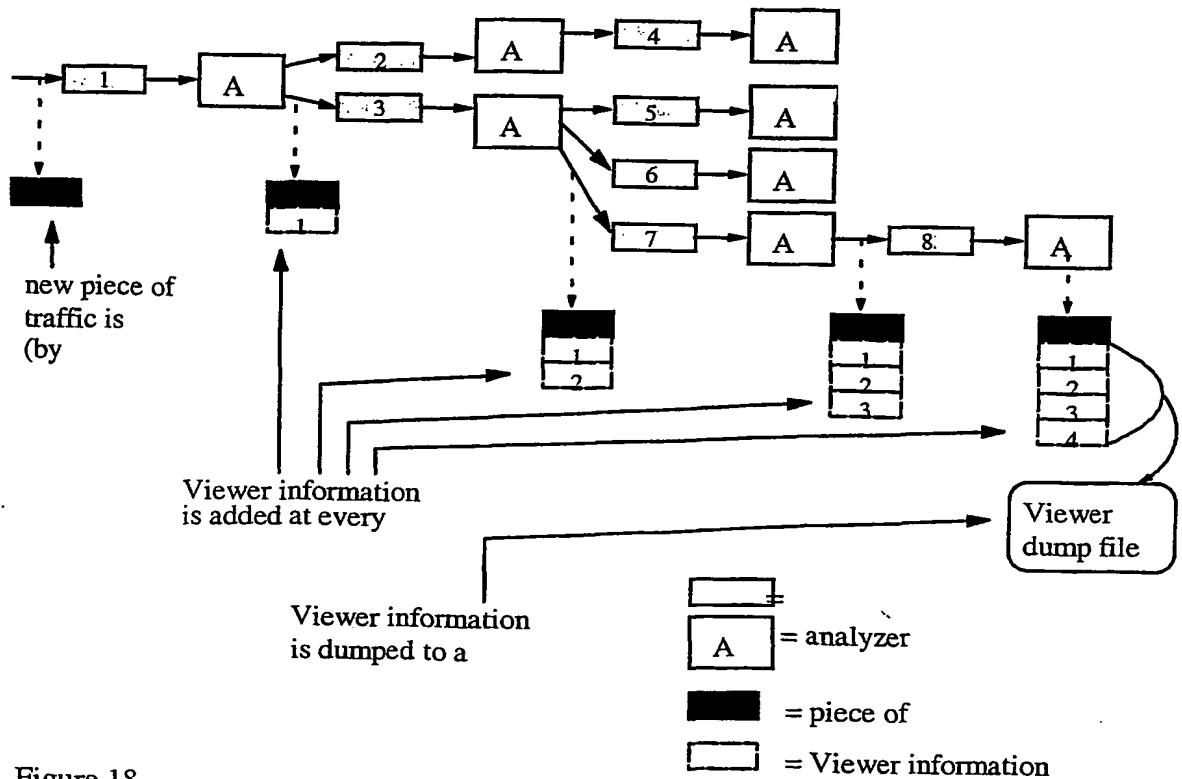 A
4
A
2
1
A
3
A
5
A
6
A
7
A
8
A
1
new piece of
traffic is
(by
1
2
1
2
3
1
2
3
4
Viewer information
is added at every
Viewer
dump file
Viewer information
is dumped to a
=
A = analyzer
= piece of
= Viewer information
Figure 18